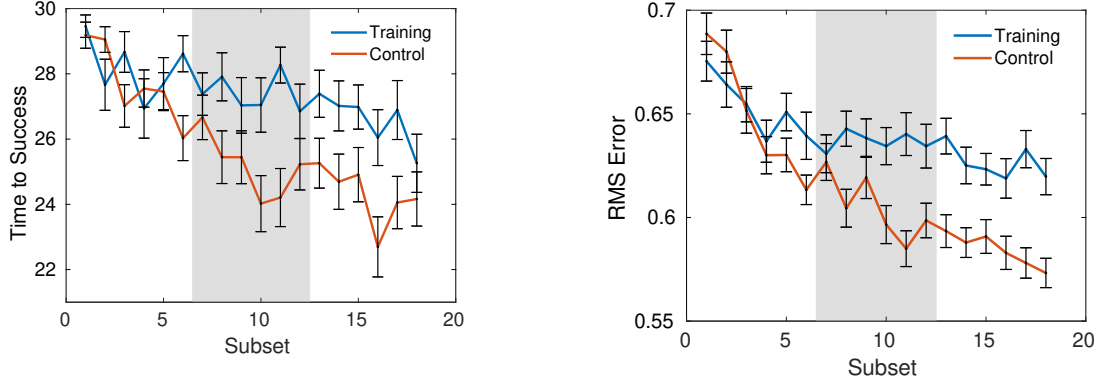 30
28
26
24
22
Time to Success
0
5
10
15
20
Subset
Training
Control
0.7
0.65
0.6
0.55
RMS Error
0
5
10
15
20
Subset
Training
Control